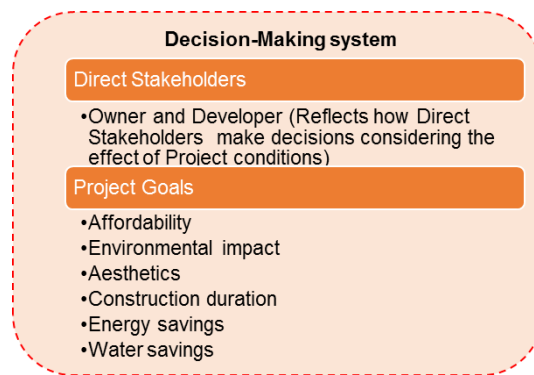 Decision-Making system
Direct Stakeholders
•Owner and Developer (Reflects how Direct
Stakeholders make decisions considering the
effect of Project conditions)
Project Goals
•Affordability
•Environmental impact
•Aesthetics
•Construction duration
•Energy savings
•Water savings